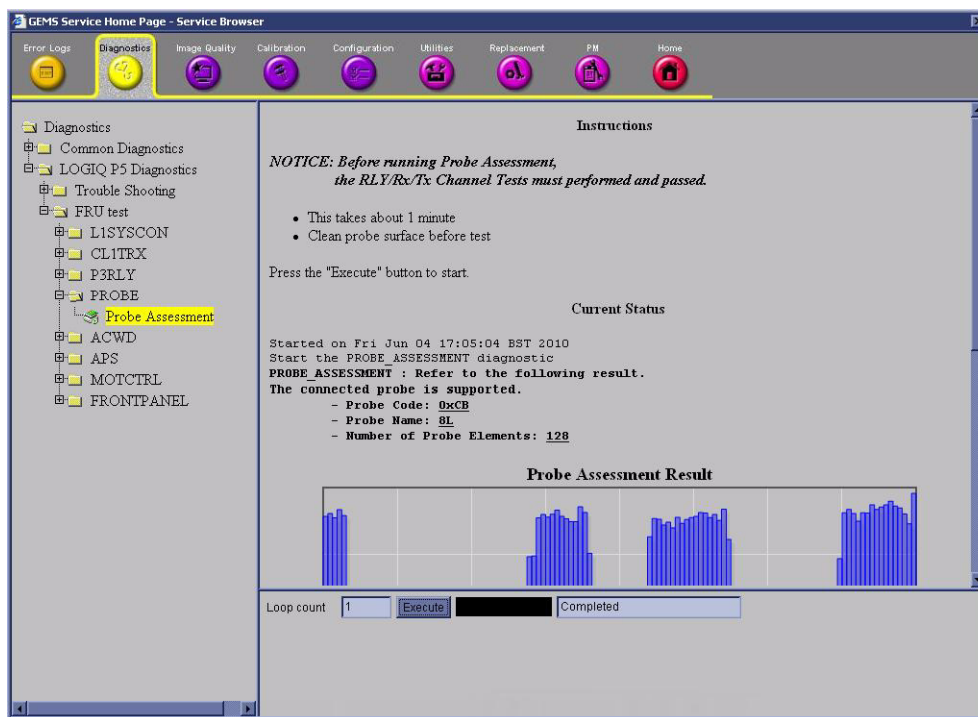 GEMS Service Home Page - Service Browser
Error Logs Diagnostics Image Quality Calibration Configuration Utilities Replacement PM Home
Diagnostics
Common Diagnostics
LOGIQ P5 Diagnostics
Trouble Shooting
FRU test
L1SYSCON
CL1TRX
P3RLY
PROBE
Probe Assessment
ACWD
APS
MOTCTRL
FRONTPANEL
Instructions
NOTICE: Before running Probe Assessment,
the RLY/Rx/Tx Channel Tests must performed and passed.
• This takes about 1 minute
• Clean probe surface before test
Press the "Execute" button to start.
Current Status
Started on Fri Jun 04 17:05:04 BST 2010
Start the PROBE_ASSESSMENT diagnostic
PROBE_ASSESSMENT : Refer to the following result.
The connected probe is supported.
- Probe Code: 0xCB
- Probe Name: 8L
- Number of Probe Elements: 128
Probe Assessment Result
Loop count 1 Execute Completed